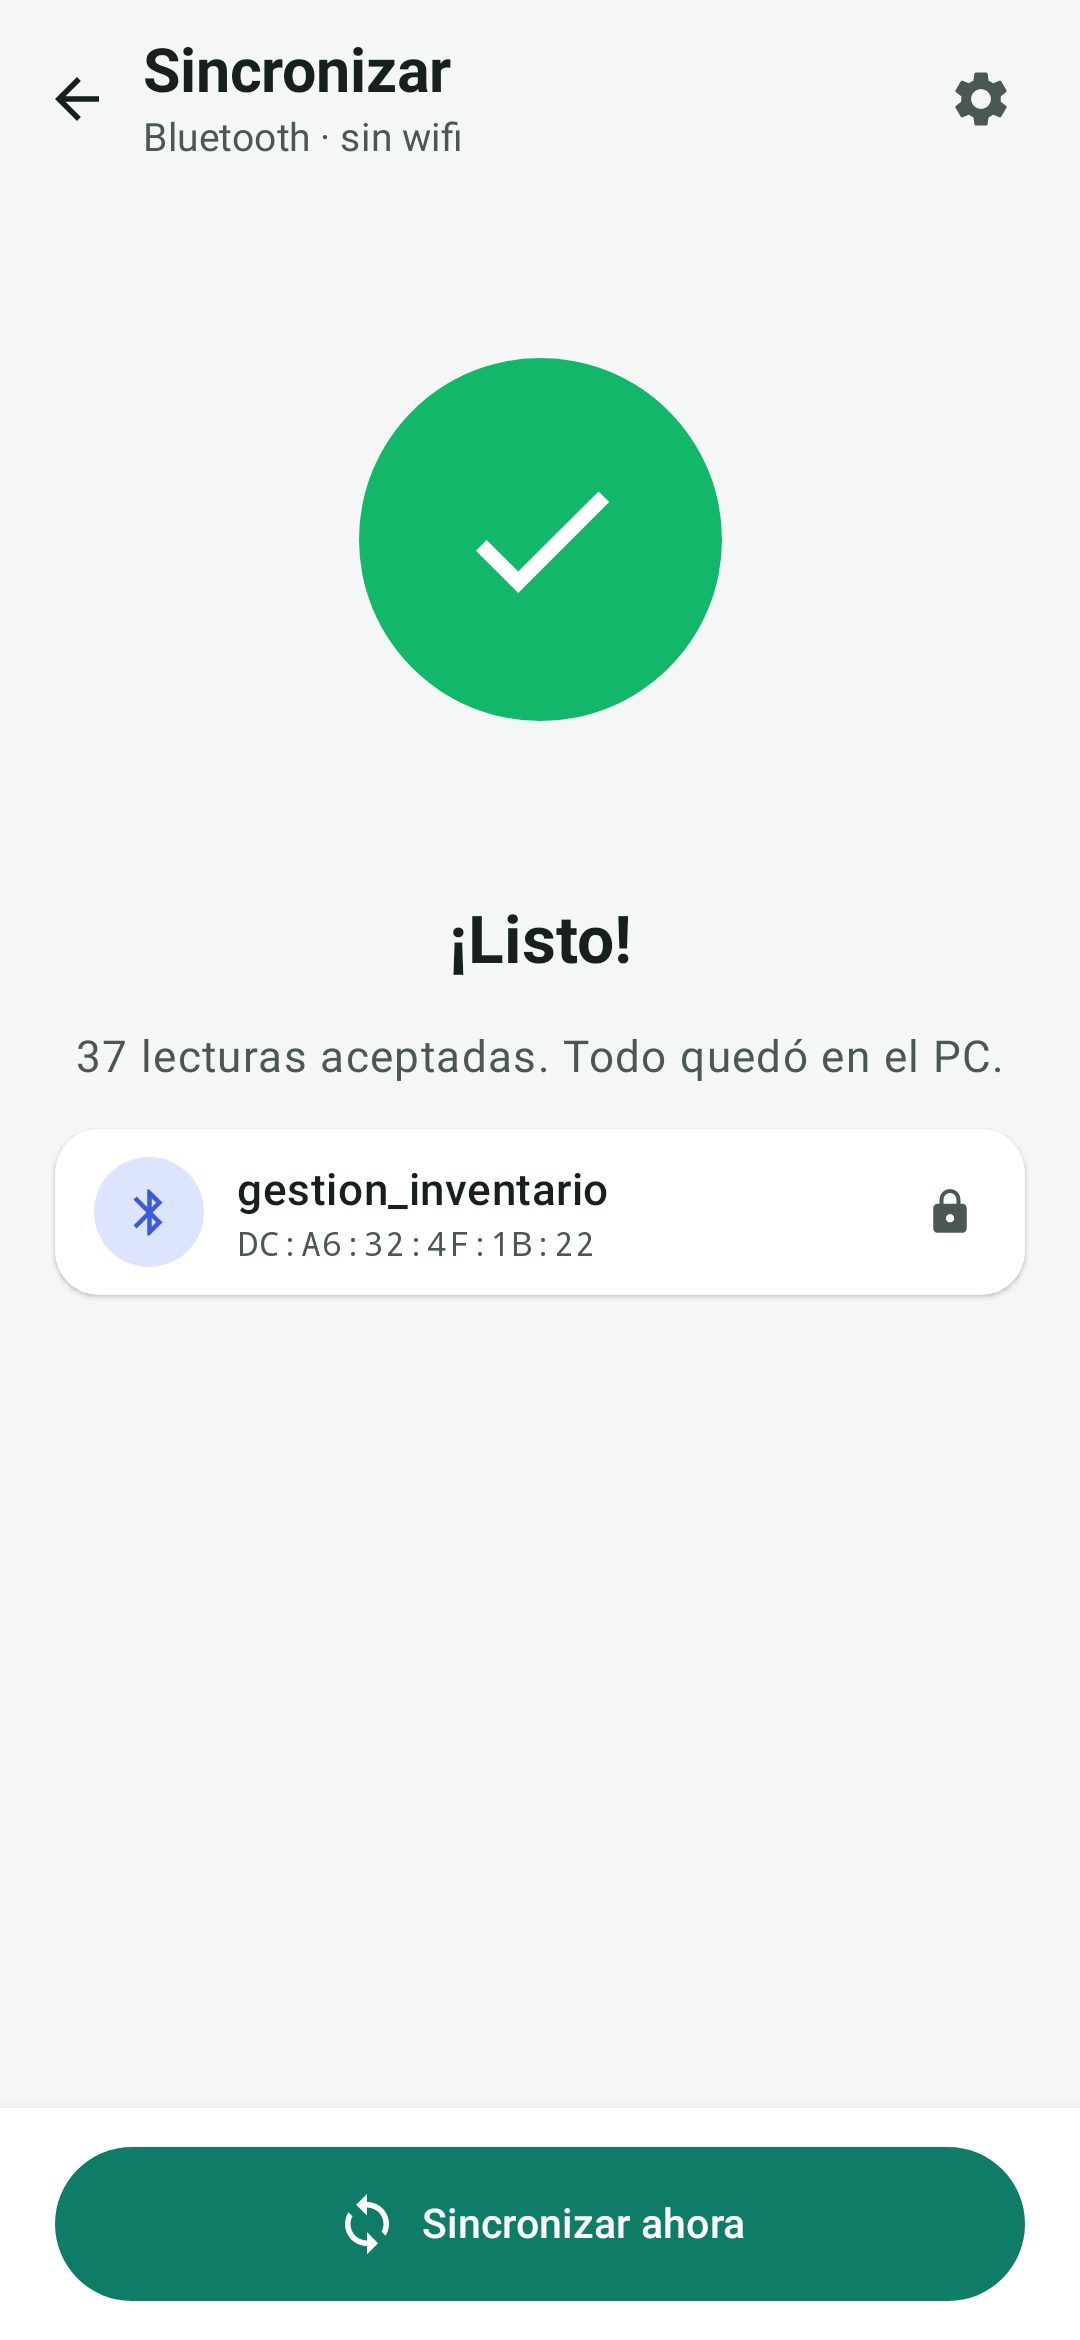 Sincronizar
Bluetooth · sin wifi
¡Listo!
37 lecturas aceptadas. Todo quedó en el PC.
gestion_inventario
DC:A6:32:4F:1B:22
Sincronizar ahora